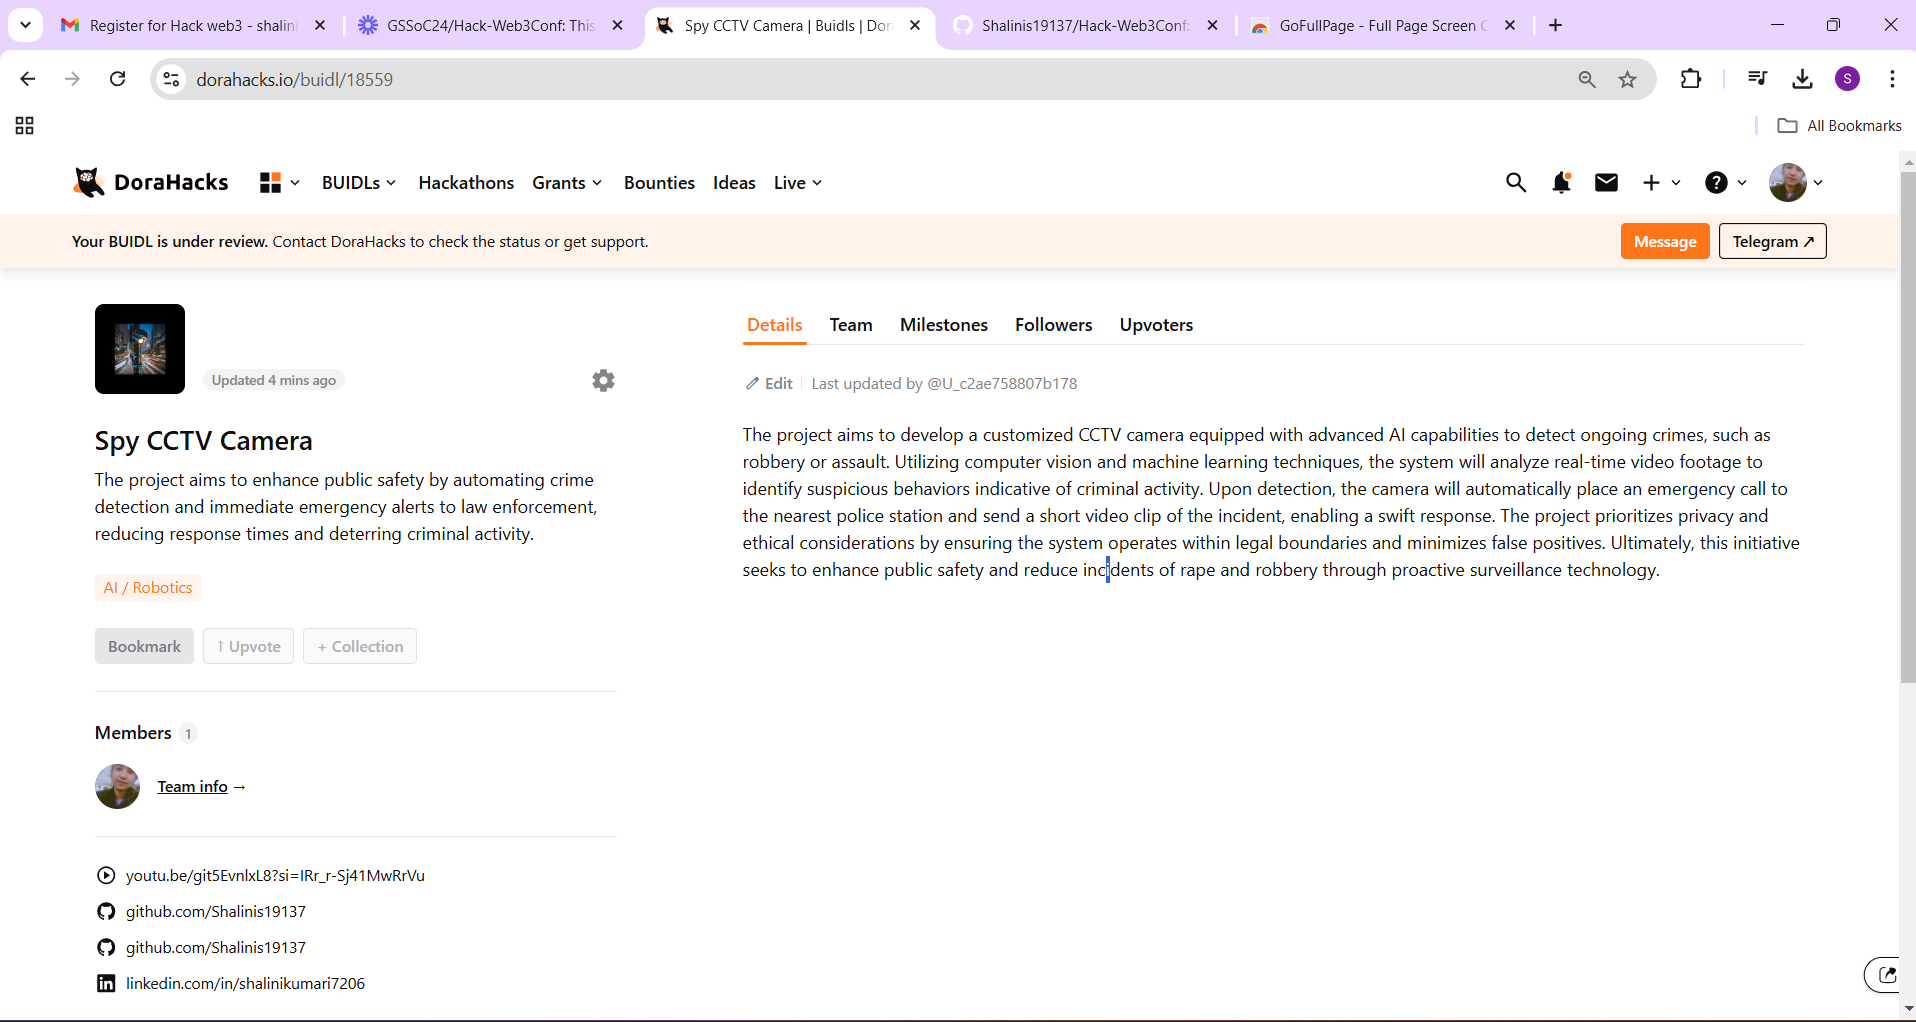 Register for Hack web3 - shalini
GSSoC24/Hack-Web3Conf: This
Spy CCTV Camera | Buidls | Dor
Shalinis19137/Hack-Web3Conf:
GoFullPage - Full Page Screen C
dorahacks.io/buidl/18559
S
All Bookmarks
DoraHacks
BUIDLs
Hackathons
Grants
Bounties
Ideas
Live
Your BUIDL is under review. Contact DoraHacks to check the status or get support.
Message
Telegram ↗
Updated 4 mins ago
Spy CCTV Camera
The project aims to enhance public safety by automating crime
detection and immediate emergency alerts to law enforcement,
reducing response times and deterring criminal activity.
AI / Robotics
Bookmark
↑ Upvote
+ Collection
Members 1
Team info →
youtu.be/git5EvnlxL8?si=IRr_r-Sj41MwRrVu
github.com/Shalinis19137
github.com/Shalinis19137
linkedin.com/in/shalinikumari7206
Details
Team
Milestones
Followers
Upvoters
Edit
Last updated by @U_c2ae758807b178
The project aims to develop a customized CCTV camera equipped with advanced AI capabilities to detect ongoing crimes, such as
robbery or assault. Utilizing computer vision and machine learning techniques, the system will analyze real-time video footage to
identify suspicious behaviors indicative of criminal activity. Upon detection, the camera will automatically place an emergency call to
the nearest police station and send a short video clip of the incident, enabling a swift response. The project prioritizes privacy and
ethical considerations by ensuring the system operates within legal boundaries and minimizes false positives. Ultimately, this initiative
seeks to enhance public safety and reduce incidents of rape and robbery through proactive surveillance technology.